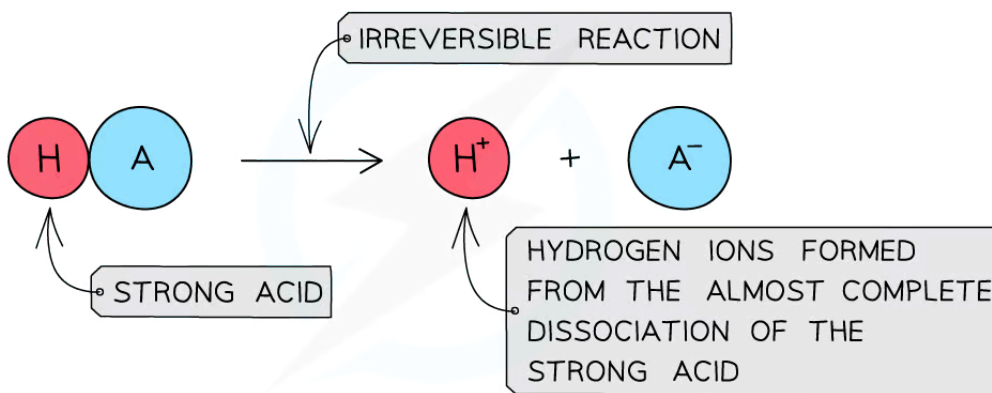 IRREVERSIBLE REACTION
H A H⁺ + A⁻
STRONG ACID
HYDROGEN IONS FORMED
FROM THE ALMOST COMPLETE
DISSOCIATION OF THE
STRONG ACID